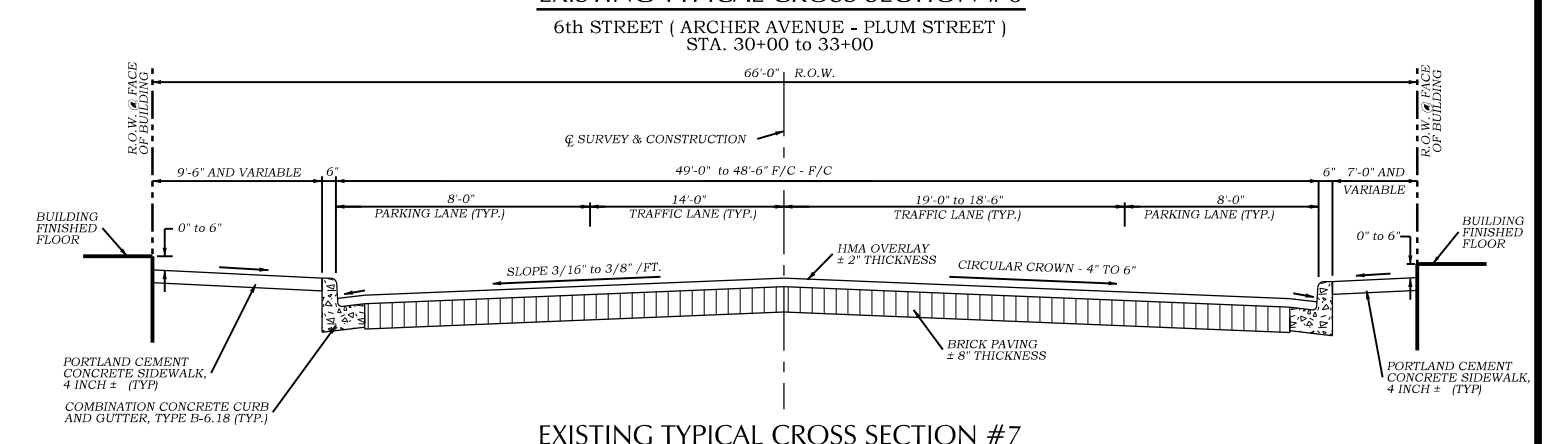 EXISTING TYPICAL CROSS SECTION #6
6th STREET ( ARCHER AVENUE - PLUM STREET )
STA. 30+00 to 33+00
R.O.W. @ FACE
OF BUILDING
66'-0" R.O.W.
R.O.W. @ FACE
OF BUILDING
℄ SURVEY & CONSTRUCTION
9'-6" AND VARIABLE
6"
49'-0" to 48'-6" F/C - F/C
6"
7'-0" AND
VARIABLE
8'-0"
PARKING LANE (TYP.)
14'-0"
TRAFFIC LANE (TYP.)
19'-0" to 18'-6"
TRAFFIC LANE (TYP.)
8'-0"
PARKING LANE (TYP.)
BUILDING
FINISHED
FLOOR
0" to 6"
HMA OVERLAY
± 2" THICKNESS
0" to 6"
BUILDING
FINISHED
FLOOR
SLOPE 3/16" to 3/8" /FT.
CIRCULAR CROWN - 4" TO 6"
BRICK PAVING
± 8" THICKNESS
PORTLAND CEMENT
CONCRETE SIDEWALK,
4 INCH ± (TYP)
PORTLAND CEMENT
CONCRETE SIDEWALK,
4 INCH ± (TYP)
COMBINATION CONCRETE CURB
AND GUTTER, TYPE B-6.18 (TYP.)
EXISTING TYPICAL CROSS SECTION #7